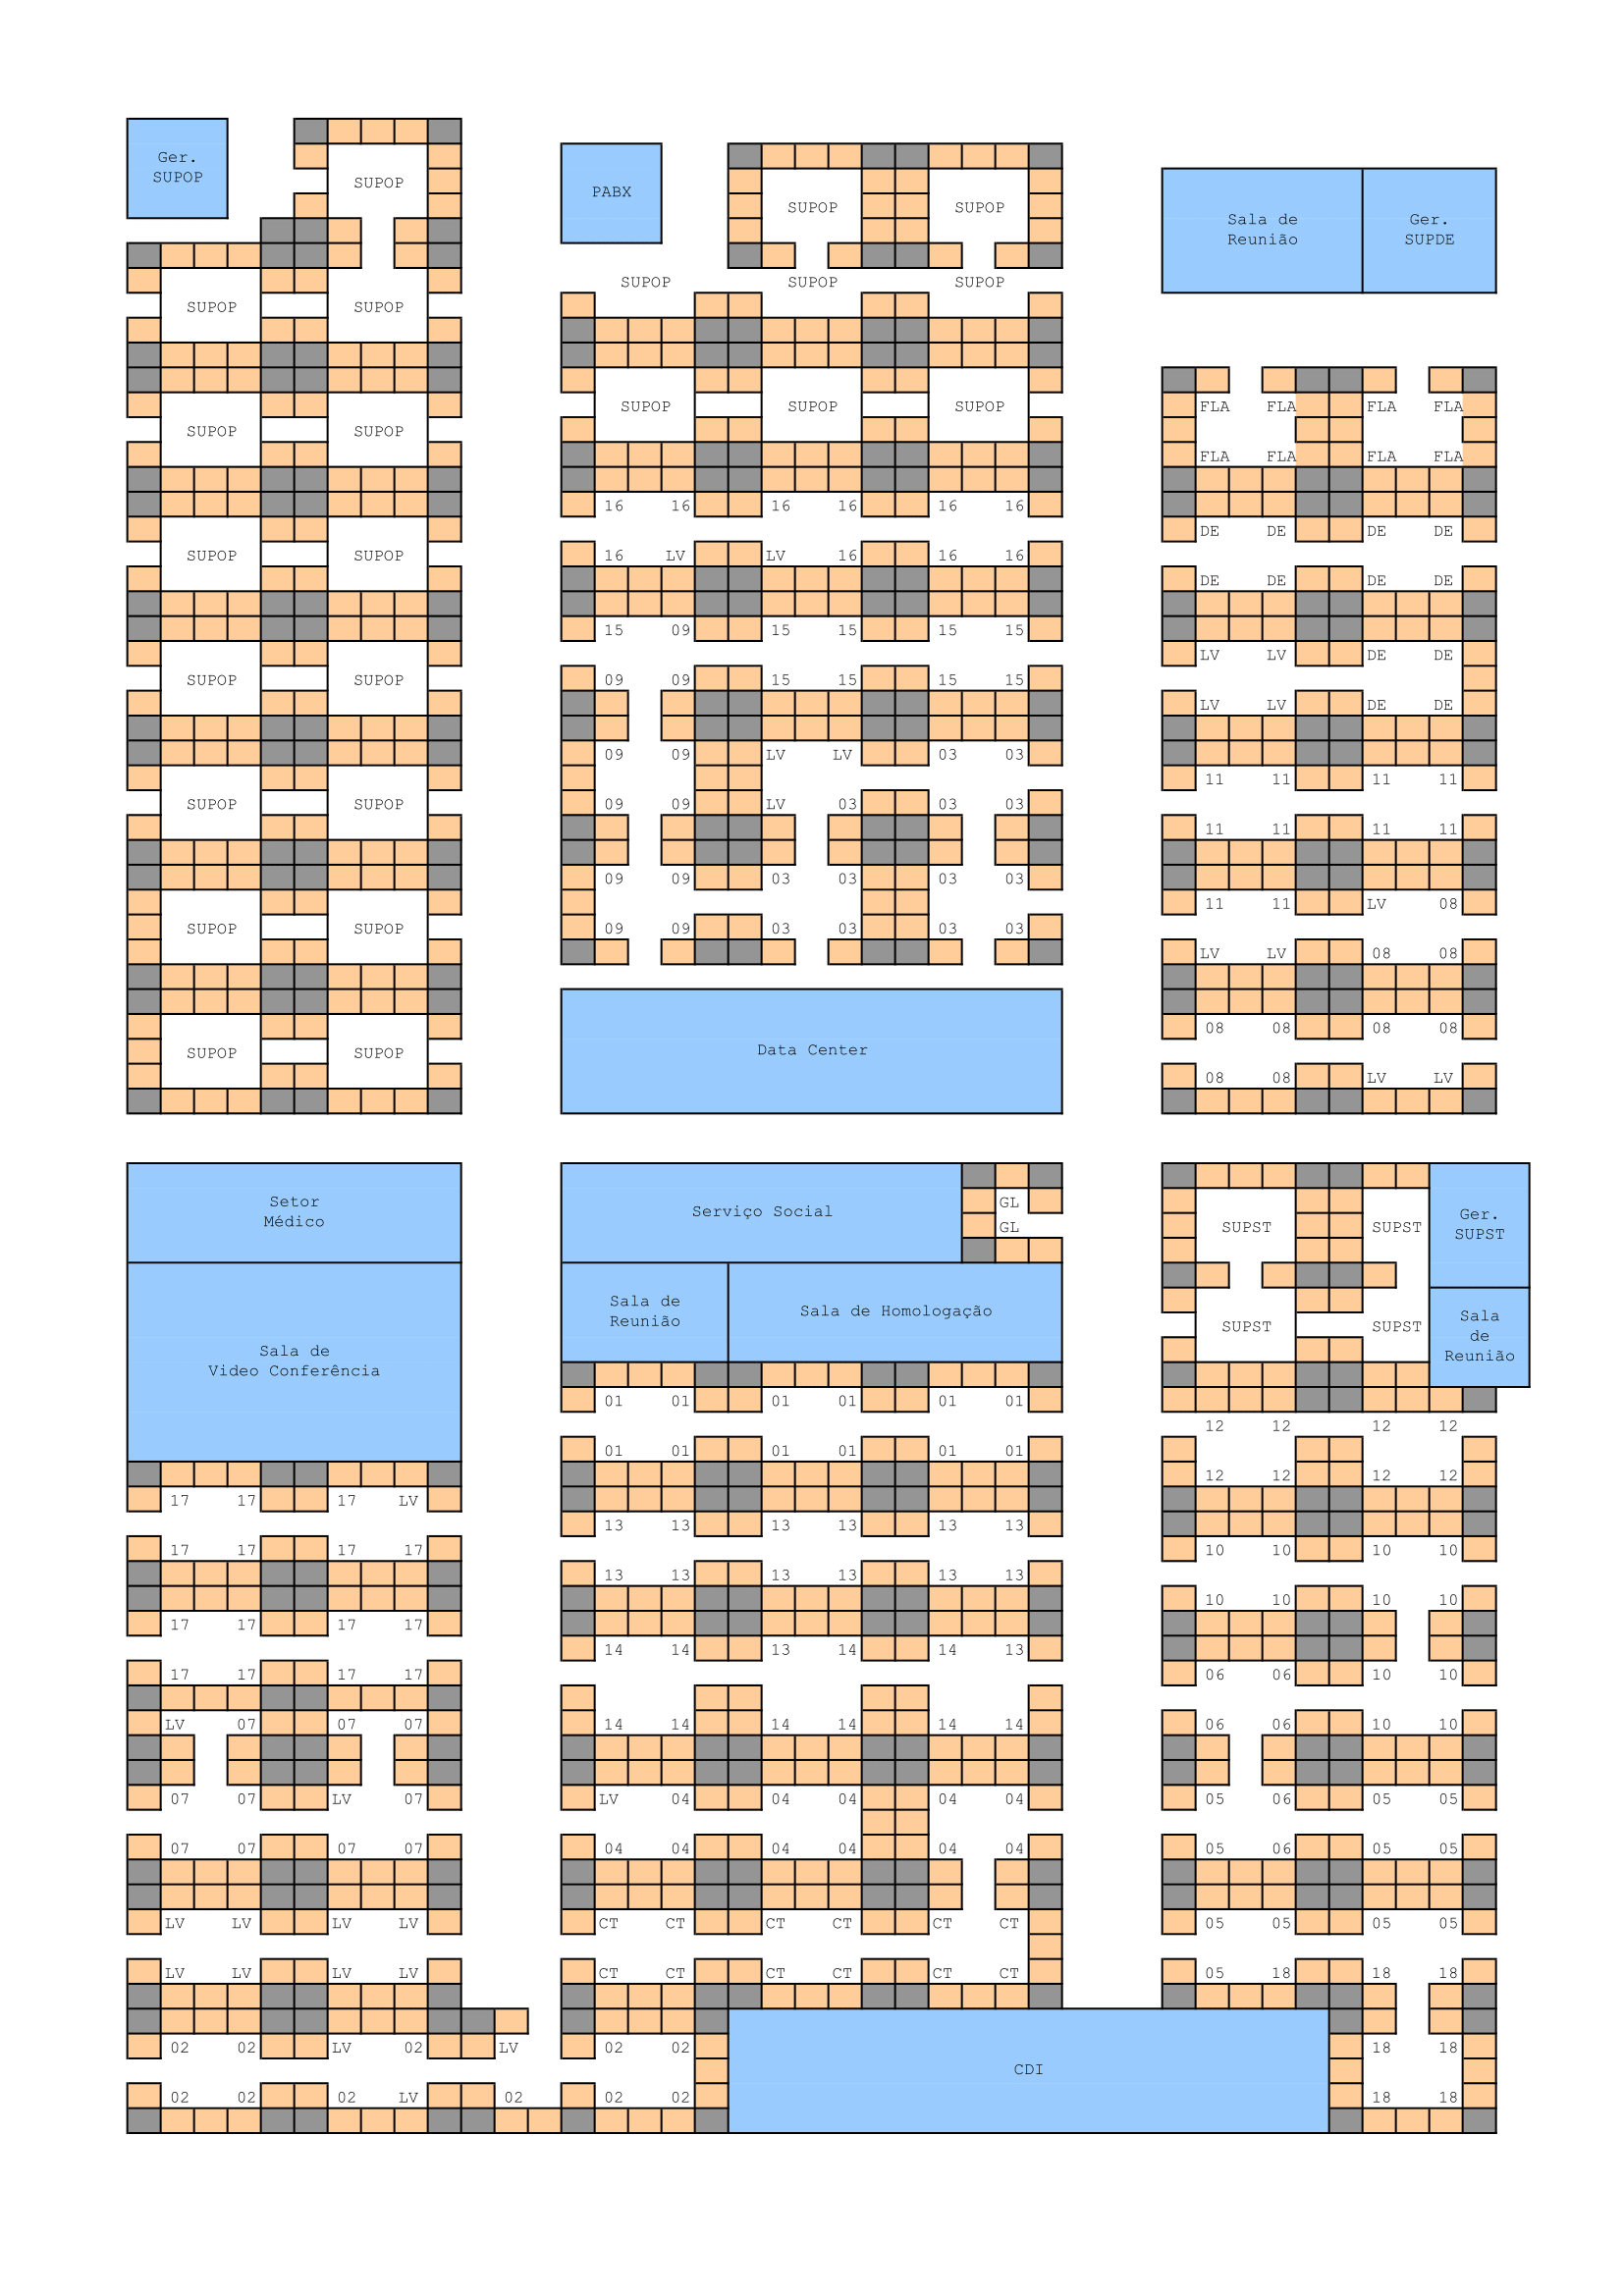 Ger.
SUPOP
SUPOP
PABX
SUPOP SUPOP
Sala de
Reunião
Ger.
SUPDE
SUPOP SUPOP SUPOP
SUPOP SUPOP
SUPOP SUPOP SUPOP
FLA FLA FLA FLA
SUPOP SUPOP
FLA FLA FLA FLA
16 16 16 16 16 16
DE DE DE DE
SUPOP SUPOP
16 LV LV 16 16 16
DE DE DE DE
15 09 15 15 15 15
LV LV DE DE
SUPOP SUPOP
09 09 15 15 15 15
LV LV DE DE
09 09 LV LV 03 03
11 11 11 11
SUPOP SUPOP
09 09 LV 03 03 03
11 11 11 11
09 09 03 03 03 03
11 11 LV 08
SUPOP SUPOP
09 09 03 03 03 03
LV LV 08 08
08 08 08 08
SUPOP SUPOP
Data Center
08 08 LV LV
Setor
Médico
Serviço Social
GL
GL
SUPST SUPST
Ger.
SUPST
Sala de
Reunião
Sala de Homologação
SUPST SUPST
Sala
de
Reunião
Sala de
Video Conferência
01 01 01 01 01 01
12 12 12 12
01 01 01 01 01 01
12 12 12 12
17 17 17 LV
13 13 13 13 13 13
17 17 17 17
10 10 10 10
13 13 13 13 13 13
10 10 10 10
17 17 17 17
14 14 13 14 14 13
17 17 17 17
06 06 10 10
LV 07 07 07
14 14 14 14 14 14
06 06 10 10
07 07 LV 07
LV 04 04 04 04 04
05 06 05 05
07 07 07 07
04 04 04 04 04 04
05 06 05 05
LV LV LV LV
CT CT CT CT CT CT
05 05 05 05
LV LV LV LV
CT CT CT CT CT CT
05 18 18 18
02 02 LV 02 LV
02 02
18 18
CDI
02 02 02 LV 02
02 02
18 18